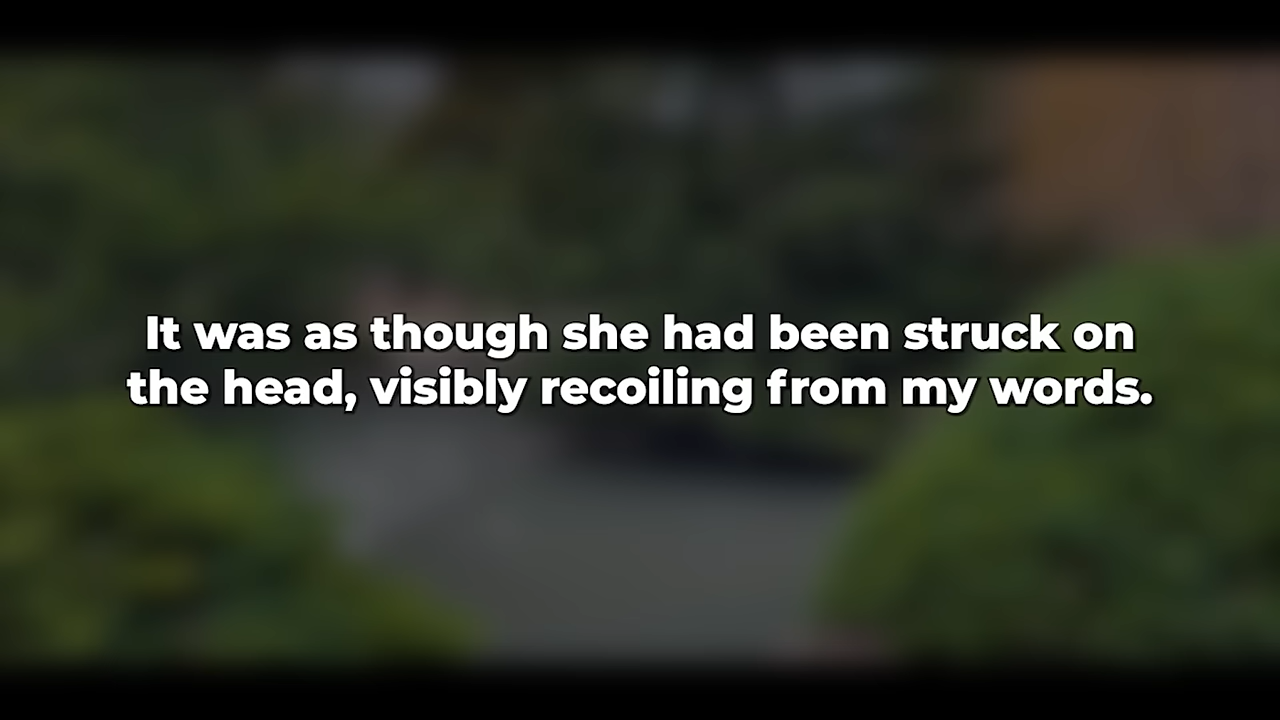 It was as though she had been struck on
the head, visibly recoiling from my words.